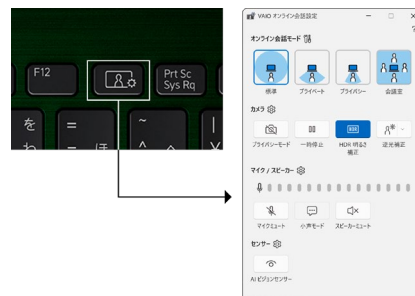 F12
Prt Sc
Sys Rq
を
=
~
|
わ
-
ほ
^
へ
¥
VAIO オンライン会議設定
?
オンライン会議モード
標準
プライベート
プライバシー
会議室
カメラ
プライバシーモード
一時停止
HDR 明るさ
補正
逆光補正
マイク / スピーカー
マイクミュート
小声モード
スピーカーミュート
センサー
AI ビジョンセンサー